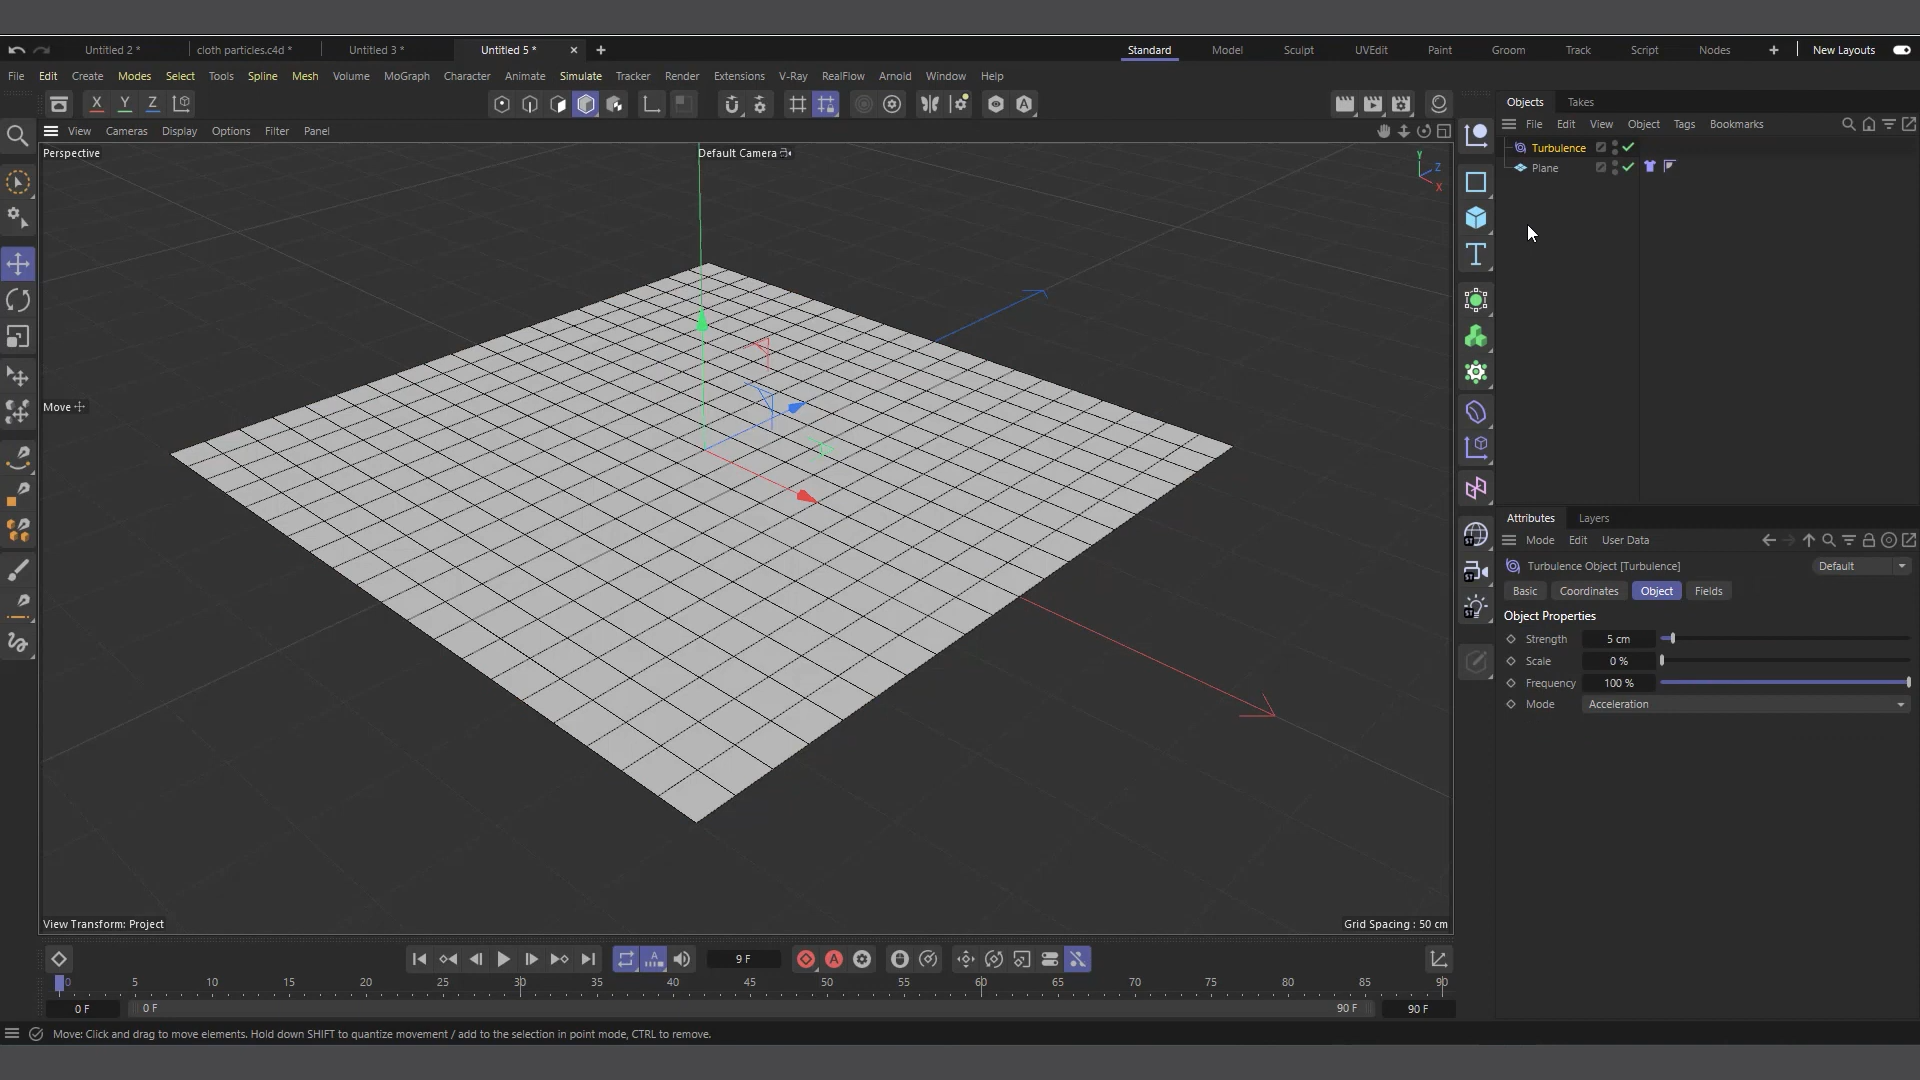 Untitled 2 * cloth particles.c4d * Untitled 3 * Untitled 5 * × + Standard Model Sculpt UVEdit Paint Groom Track Script Nodes + New Layouts
File Edit Create Modes Select Tools Spline Mesh Volume MoGraph Character Animate Simulate Tracker Render Extensions V-Ray RealFlow Arnold Window Help
X Y Z
Objects Takes
View Cameras Display Options Filter Panel
File Edit View Object Tags Bookmarks
Perspective Default Camera
Y Z X
Turbulence
Plane
Move
Attributes Layers
Mode Edit User Data
Turbulence Object [Turbulence] Default
Basic Coordinates Object Fields
Object Properties
Strength 5 cm
Scale 0 %
Frequency 100 %
Mode Acceleration
View Transform: Project Grid Spacing : 50 cm
9 F
0 5 10 15 20 25 30 35 40 45 50 55 60 65 70 75 80 85 90
0 F 0 F 90 F 90 F
Move: Click and drag to move elements. Hold down SHIFT to quantize movement / add to the selection in point mode, CTRL to remove.